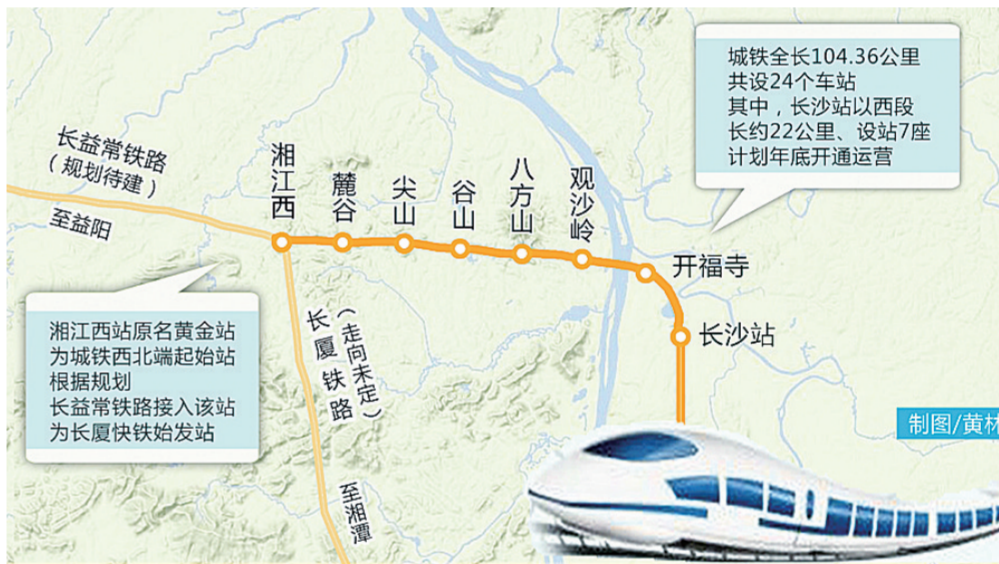 城铁全长104.36公里
共设24个车站
其中，长沙站以西段
长约22公里、设站7座
计划年底开通运营
长益常铁路
（规划待建）
至益阳
湘江西
麓谷
尖山
谷山
八方山
观沙岭
开福寺
长沙站
湘江西站原名黄金站
为城铁西北端起始站
根据规划
长益常铁路接入该站
为长厦快铁始发站
长厦铁路
（走向未定）
至湘潭
制图/黄林